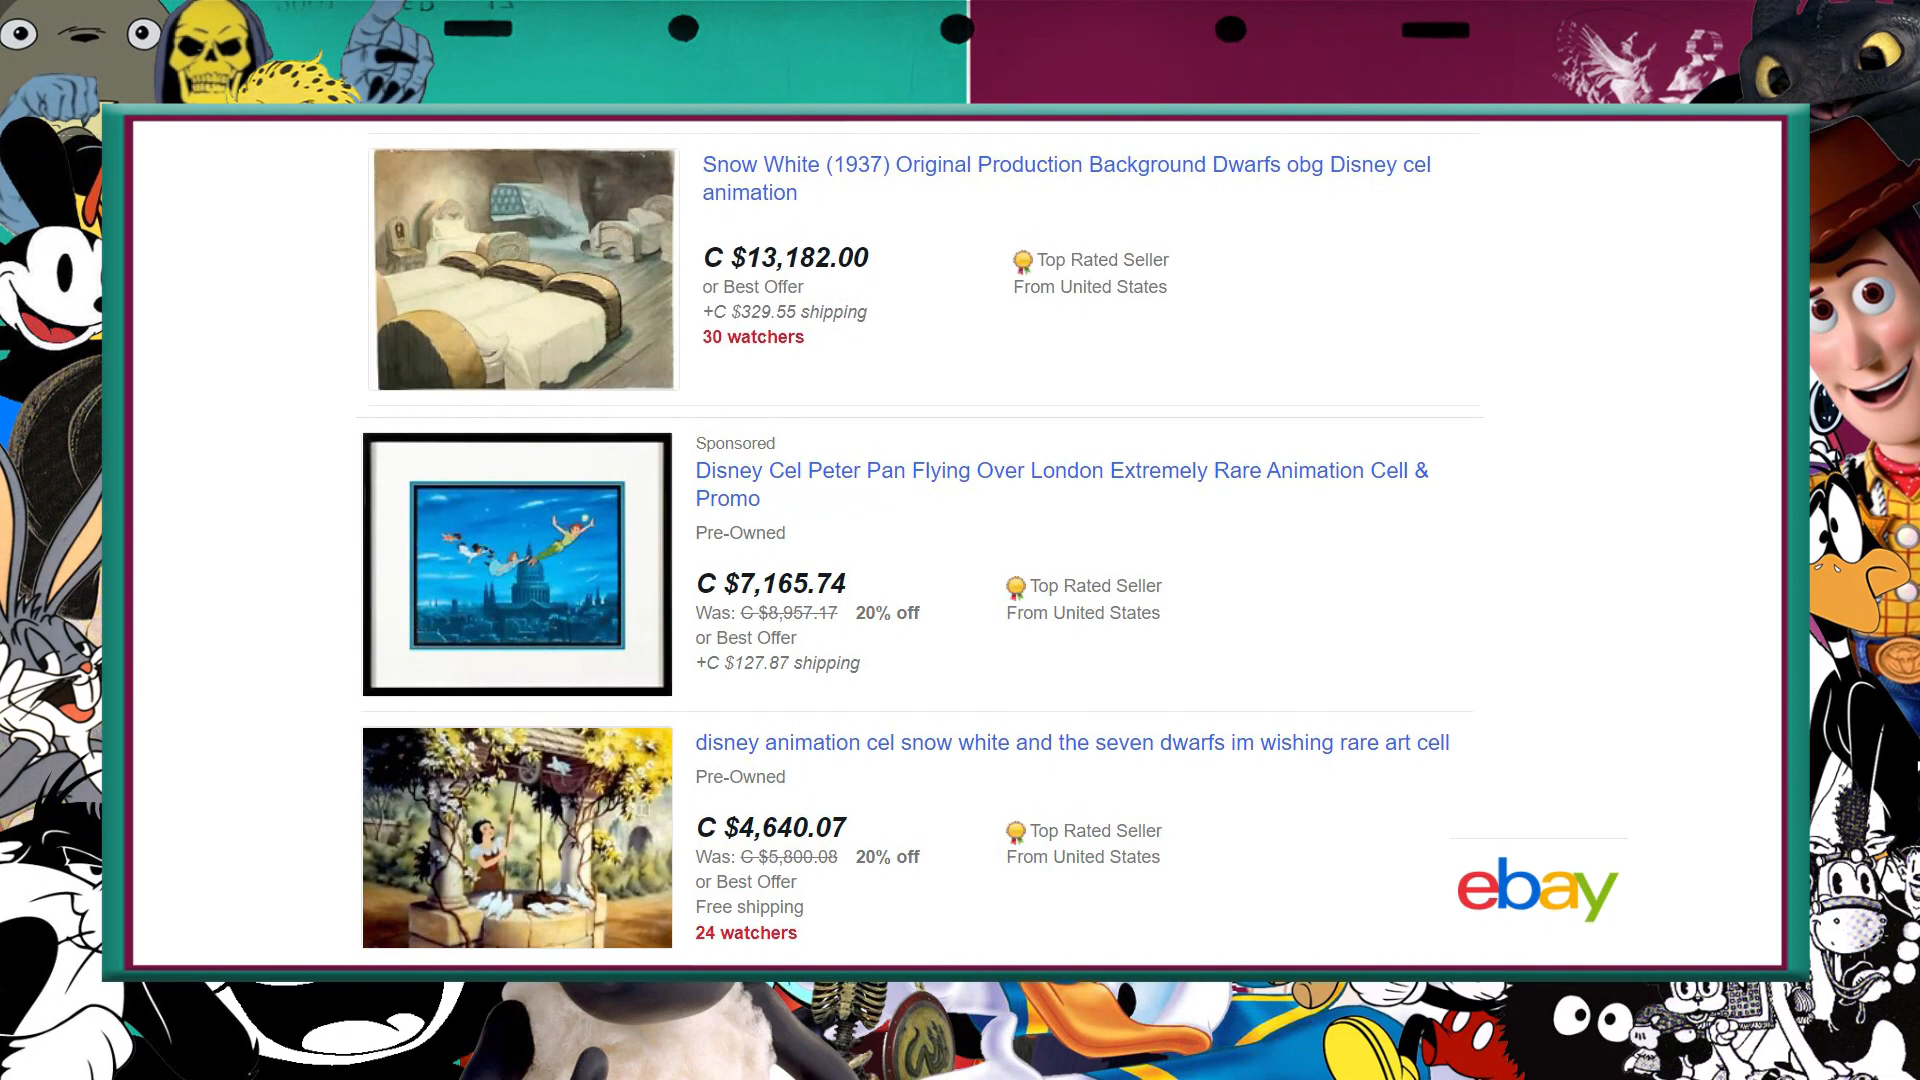 Snow White (1937) Original Production Background Dwarfs obg Disney cel
animation
C $13,182.00
Top Rated Seller
or Best Offer
From United States
+C $329.55 shipping
30 watchers
Sponsored
Disney Cel Peter Pan Flying Over London Extremely Rare Animation Cell &
Promo
Pre-Owned
C $7,165.74
Top Rated Seller
Was: C $8,957.17 20% off
From United States
or Best Offer
+C $127.87 shipping
disney animation cel snow white and the seven dwarfs im wishing rare art cell
Pre-Owned
C $4,640.07
Top Rated Seller
Was: C $5,800.08 20% off
From United States
or Best Offer
Free shipping
24 watchers
ebay